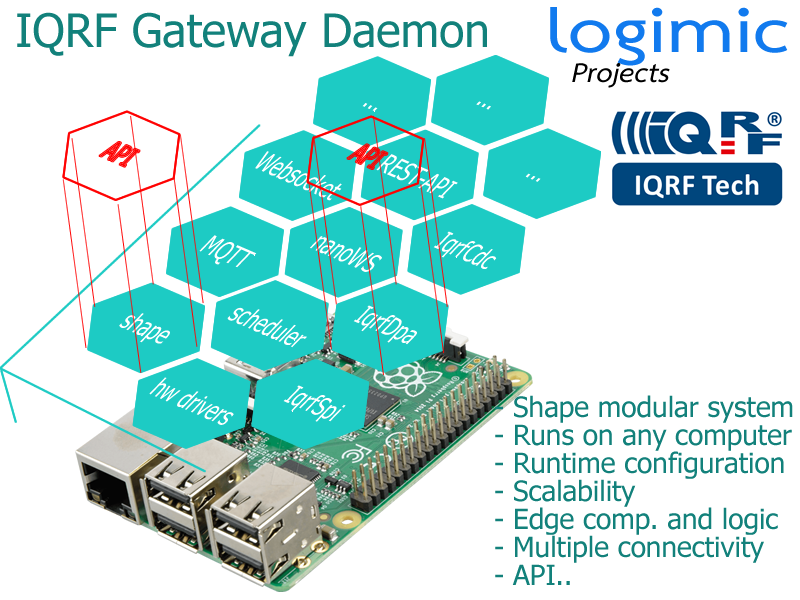 IQRF Gateway Daemon
logimic
Projects
IQRF®
IQRF Tech
...
...
API
API
Websocket
REST-API
...
MQTT
nanoWS
IqrfCdc
shape
scheduler
IqrfDpa
hw drivers
IqrfSpi
- Shape modular system
- Runs on any computer
- Runtime configuration
- Scalability
- Edge comp. and logic
- Multiple connectivity
- API..